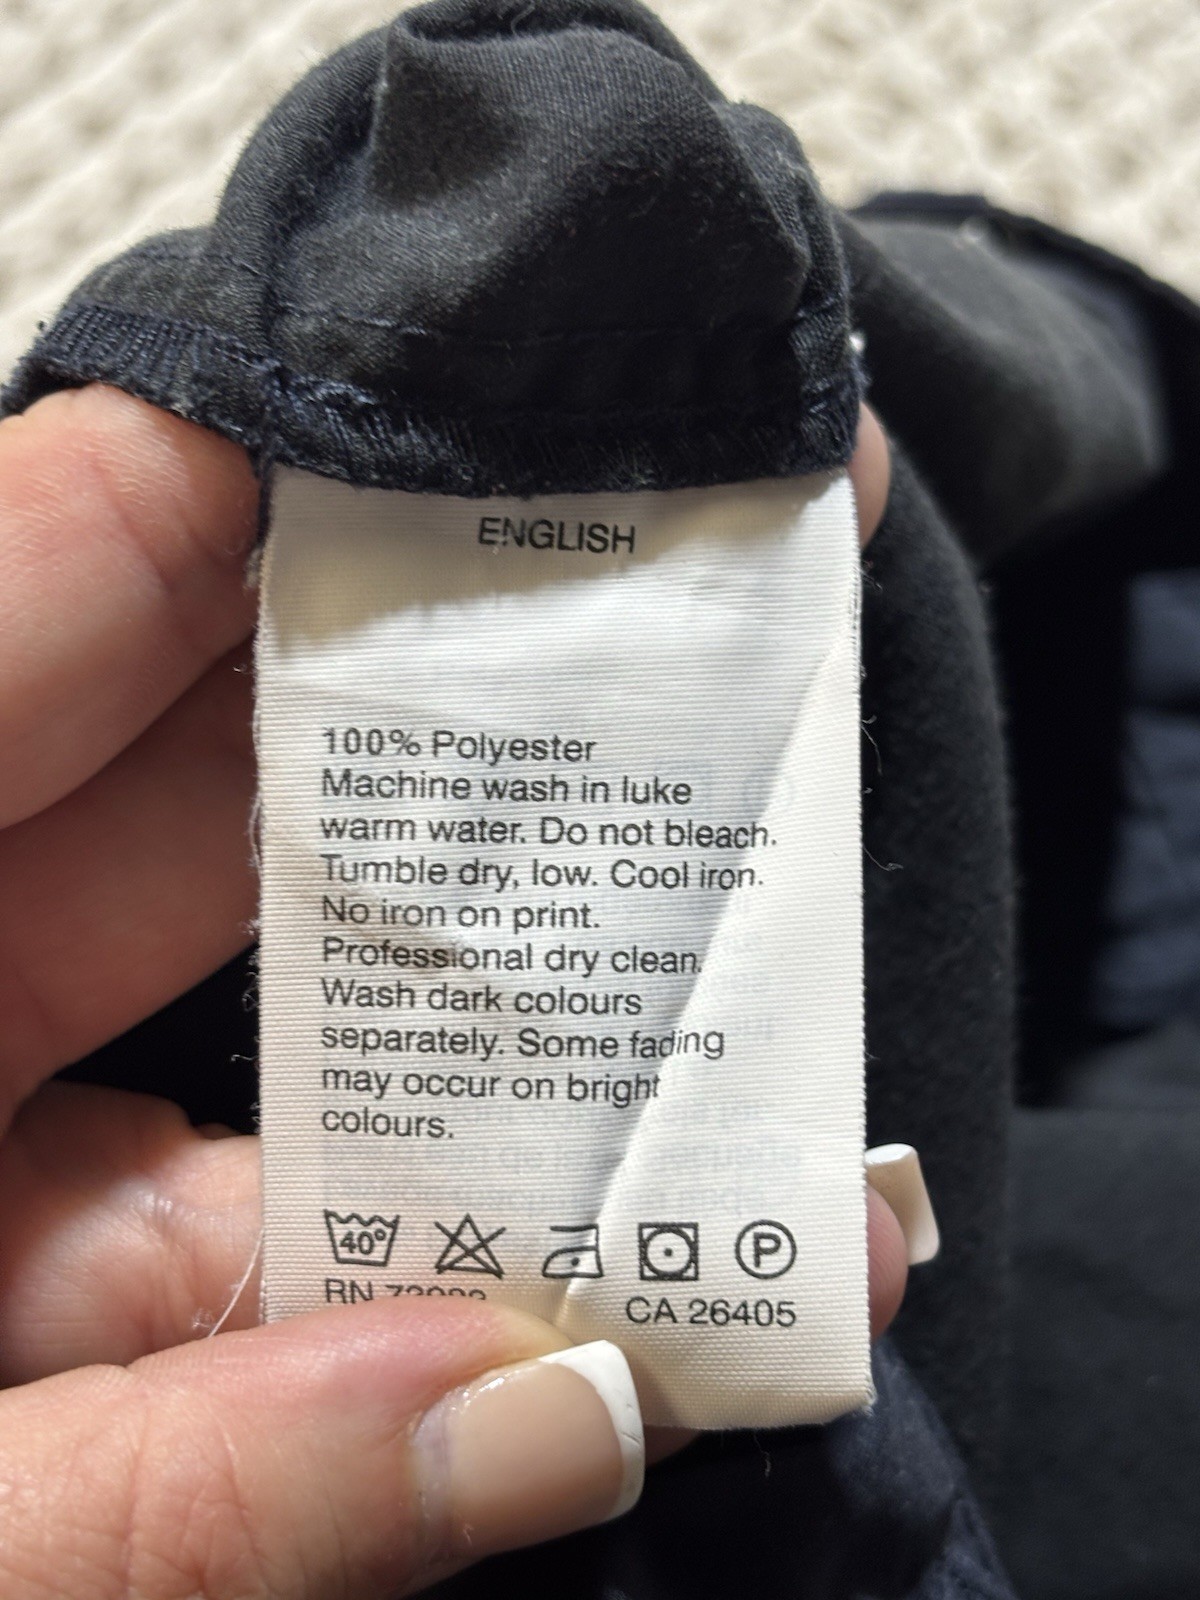 ENGLISH
100% Polyester
Machine wash in luke
warm water. Do not bleach.
Tumble dry, low. Cool iron.
No iron on print.
Professional dry clean.
Wash dark colours
separately. Some fading
may occur on bright
colours.
40° P
RN CA 26405